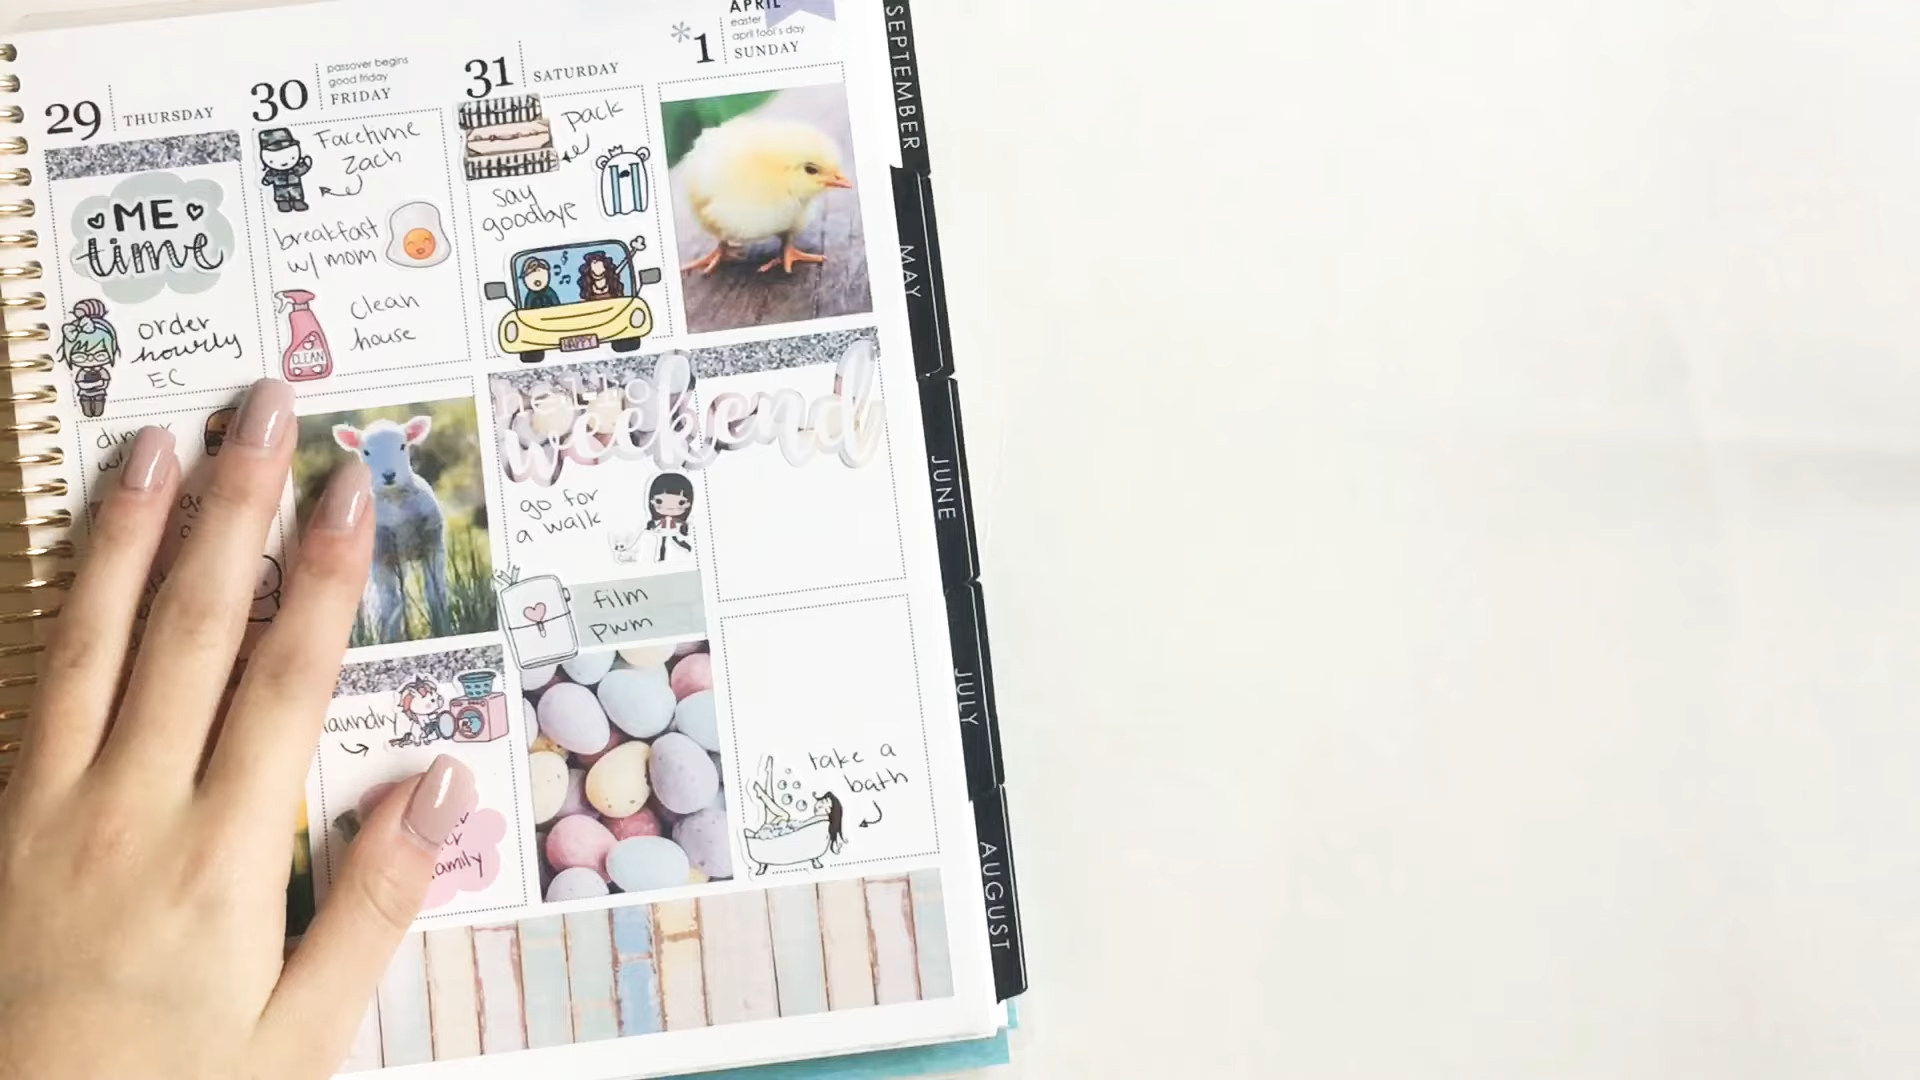 29 THURSDAY
ME
time
order
hourly
EC
30
passover begins
good friday
FRIDAY
Facetime
Zach
breakfast
w/ mom
CLEAN
clean
house
laundry
family
31 SATURDAY
pack
say
goodbye
HAPPY
hello
weekend
go for
a walk
film
pwm
APRIL
easter
april fool's day
* 1 SUNDAY
take a
bath
SEPTEMBER
MAY
JUNE
JULY
AUGUST